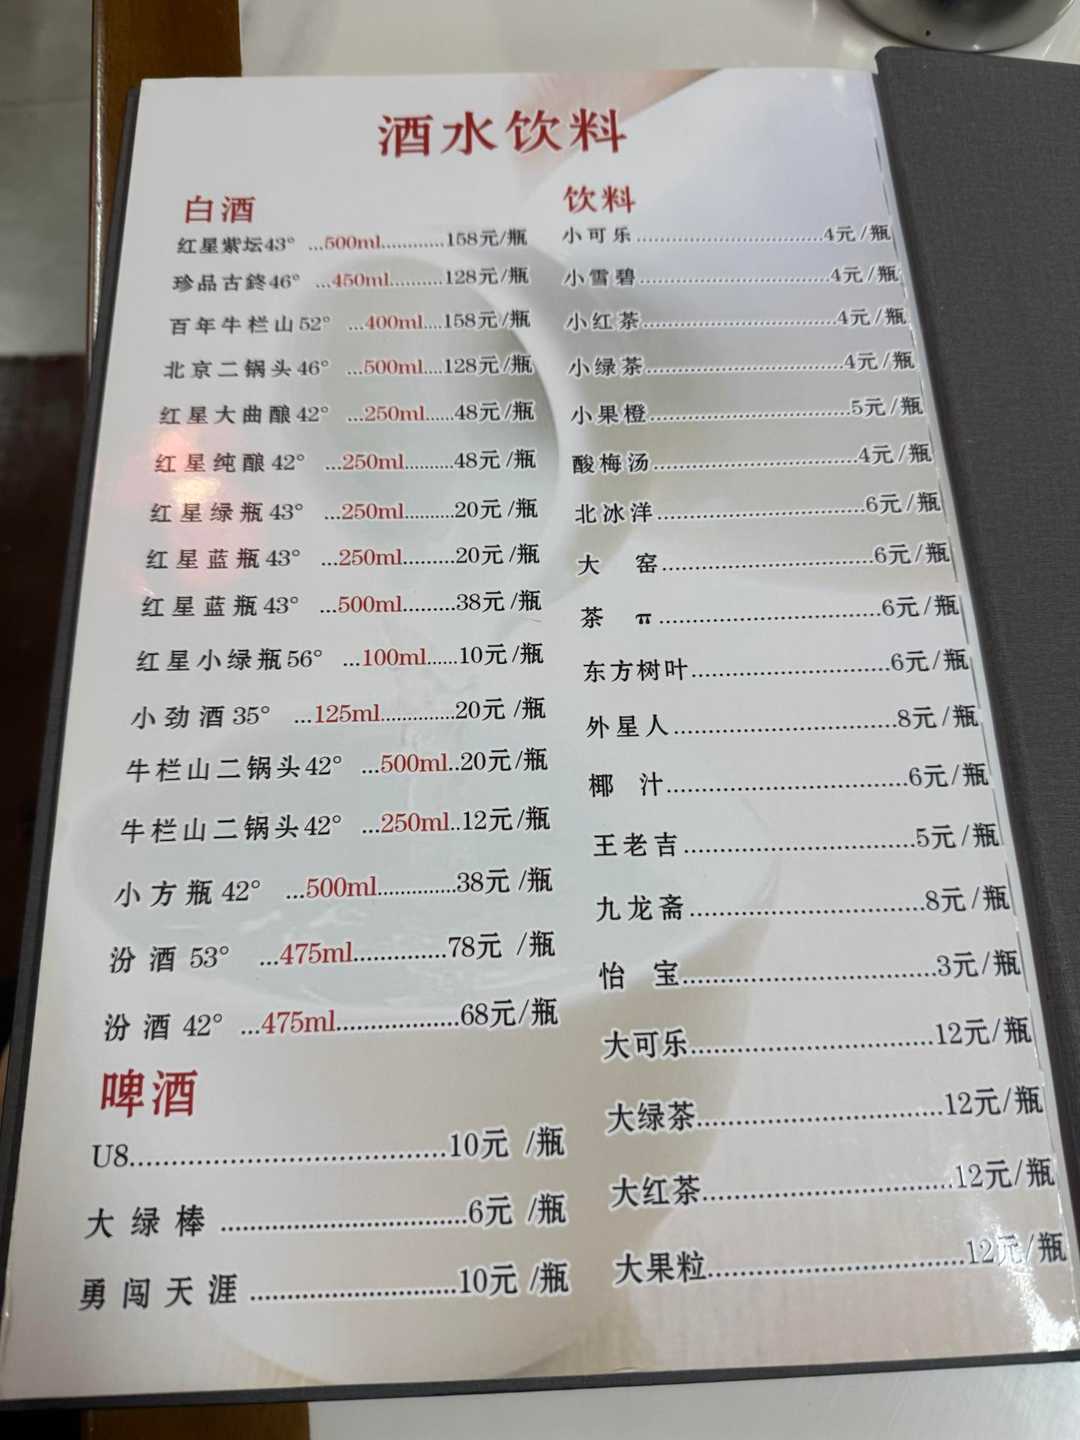 酒水饮料
白酒
红星紫坛43° ...500ml............158元/瓶
珍品古鈡46° ...450ml..........128元/瓶
百年牛栏山52° ...400ml....158元/瓶
北京二锅头46° ...500ml....128元/瓶
红星大曲酿42° ...250ml......48元/瓶
红星纯酿42° ...250ml..........48元/瓶
红星绿瓶43° ...250ml..........20元/瓶
红星蓝瓶43° ...250ml..........20元/瓶
红星蓝瓶43° ...500ml..........38元/瓶
红星小绿瓶56° ...100ml......10元/瓶
小劲酒35° ...125ml..............20元/瓶
牛栏山二锅头42° ...500ml..20元/瓶
牛栏山二锅头42° ...250ml..12元/瓶
小方瓶42° ...500ml..............38元/瓶
汾酒53° ...475ml................78元/瓶
汾酒42° ...475ml....................68元/瓶
啤酒
U8......................................10元/瓶
大绿棒 ..............................6元/瓶
勇闯天涯 .........................10元/瓶
饮料
小可乐..............................4元/瓶
小雪碧..............................4元/瓶
小红茶..............................4元/瓶
小绿茶..............................4元/瓶
小果橙..............................5元/瓶
酸梅汤..............................4元/瓶
北冰洋..............................6元/瓶
大 窑..............................6元/瓶
茶 π..............................6元/瓶
东方树叶..........................6元/瓶
外星人..............................8元/瓶
椰 汁..............................6元/瓶
王老吉..............................5元/瓶
九龙斋..............................8元/瓶
怡 宝..............................3元/瓶
大可乐..............................12元/瓶
大绿茶..............................12元/瓶
大红茶..............................12元/瓶
大果粒..............................12元/瓶